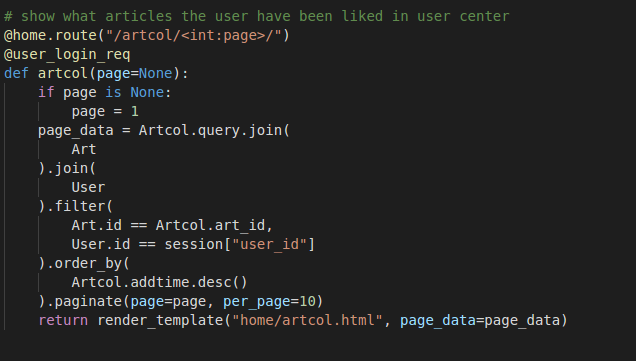 # show what articles the user have been liked in user center
@home.route("/artcol/<int:page>/")
@user_login_req
def artcol(page=None):
    if page is None:
        page = 1
    page_data = Artcol.query.join(
        Art
    ).join(
        User
    ).filter(
        Art.id == Artcol.art_id,
        User.id == session["user_id"]
    ).order_by(
        Artcol.addtime.desc()
    ).paginate(page=page, per_page=10)
    return render_template("home/artcol.html", page_data=page_data)